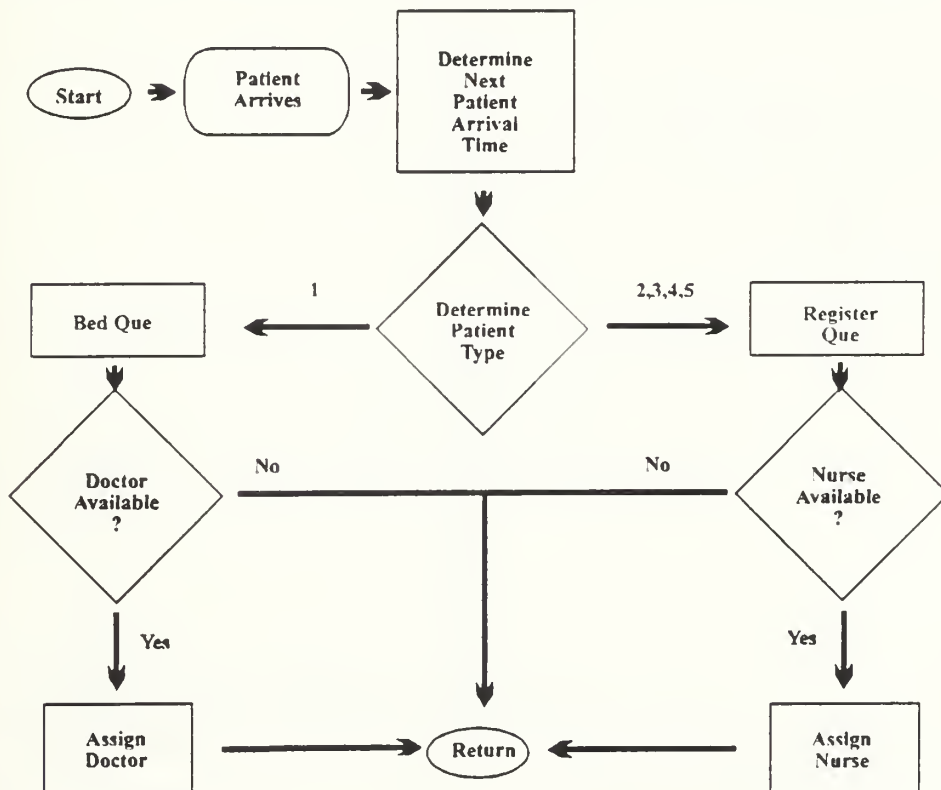 Start
Patient
Arrives
Determine
Next
Patient
Arrival
Time
1
Determine
Patient
Type
2,3,4,5
Bed Que
Register
Que
Doctor
Available
?
No
No
Nurse
Available
?
Yes
Yes
Assign
Doctor
Return
Assign
Nurse